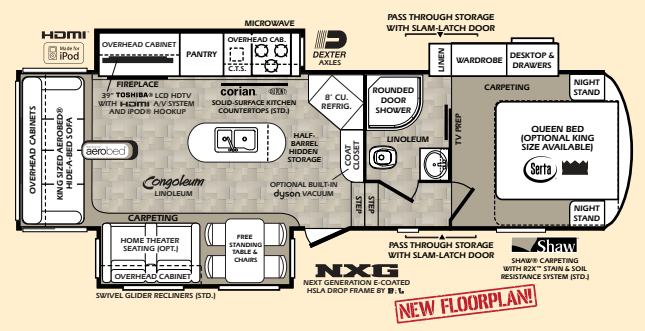 MICROWAVE
PASS THROUGH STORAGE
WITH SLAM-LATCH DOOR
HDMI
Made for
iPod
OVERHEAD CABINET
PANTRY
OVERHEAD CAB.
C.T.S.
DEXTER
AXLES
LINEN
WARDROBE
DESKTOP &
DRAWERS
FIREPLACE
39" TOSHIBA® LCD HDTV
WITH HDMI A/V SYSTEM
AND iPOD® HOOKUP
corian.
SOLID-SURFACE KITCHEN
COUNTERTOPS (STD.)
8' CU.
REFRIG.
ROUNDED
DOOR
SHOWER
CARPETING
NIGHT
STAND
OVERHEAD CABINETS
KING SIZED AEROBED®
HIDE-A-BED SOFA
aerobed
HALF-
BARREL
HIDDEN
STORAGE
COAT
CLOSET
LINOLEUM
TV PREP
QUEEN BED
(OPTIONAL KING
SIZE AVAILABLE)
Serta
Congoleum
LINOLEUM
OPTIONAL BUILT-IN
dyson VACUUM
STEP
STEP
NIGHT
STAND
CARPETING
HOME THEATER
SEATING (OPT.)
OVERHEAD CABINET
FREE
STANDING
TABLE &
CHAIRS
SWIVEL GLIDER RECLINERS (STD.)
PASS THROUGH STORAGE
WITH SLAM-LATCH DOOR
NXG
NEXT GENERATION E-COATED
HSLA DROP FRAME BY
Shaw
SHAW® CARPETING
WITH R2X™ STAIN & SOIL
RESISTANCE SYSTEM (STD.)
NEW FLOORPLAN!